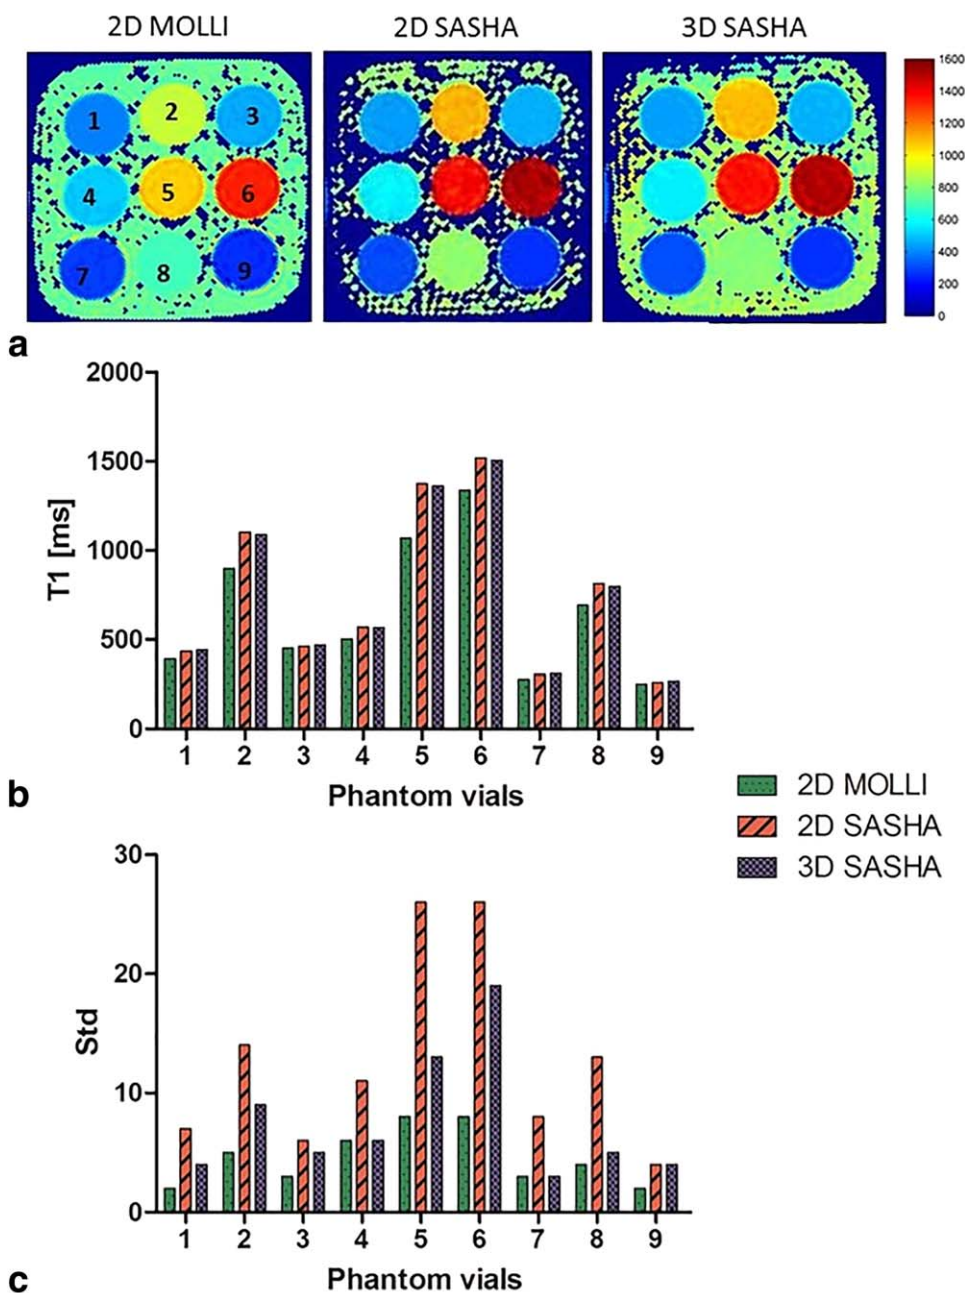 2D MOLLI 2D SASHA 3D SASHA
1 2 3
4 5 6
7 8 9
1600
1400
1200
1000
800
600
400
200
0
a
2000
1500
1000
500
0
T1 [ms]
1 2 3 4 5 6 7 8 9
Phantom vials
b
2D MOLLI
2D SASHA
3D SASHA
30
20
10
0
Std
1 2 3 4 5 6 7 8 9
Phantom vials
c